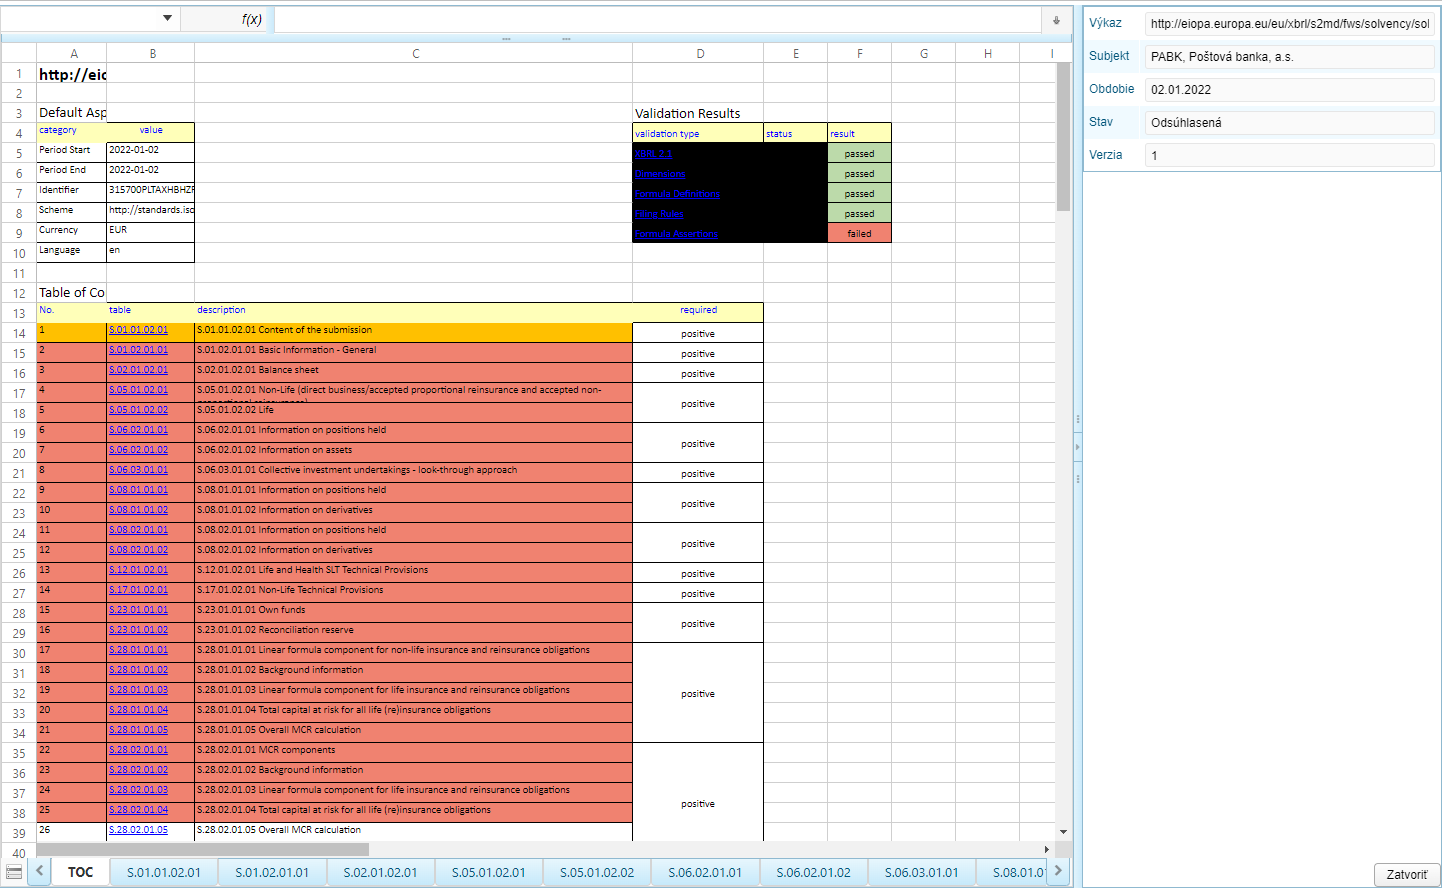 f(x)
A B C D E F G H I
1 http://eio
2
3 Default Asp Validation Results
4 category value validation type status result
5 Period Start 2022-01-02 XBRL 2.1 passed
6 Period End 2022-01-02 Dimensions passed
7 Identifier 315700PLTAXHBHZF Formula Definitions passed
8 Scheme http://standards.isc Filing Rules passed
9 Currency EUR Formula Assertions failed
10 Language en
11
12 Table of Co
13 No. table description required
14 1 S.01.01.02.01 S.01.01.02.01 Content of the submission positive
15 2 S.01.02.01.01 S.01.02.01.01 Basic Information - General positive
16 3 S.02.01.02.01 S.02.01.02.01 Balance sheet positive
17 4 S.05.01.02.01 S.05.01.02.01 Non-Life (direct business/accepted proportional reinsurance and accepted non-
positive
18 5 S.05.01.02.02 S.05.01.02.02 Life
19 6 S.06.02.01.01 S.06.02.01.01 Information on positions held
positive
20 7 S.06.02.01.02 S.06.02.01.02 Information on assets
21 8 S.06.03.01.01 S.06.03.01.01 Collective investment undertakings - look-through approach positive
22 9 S.08.01.01.01 S.08.01.01.01 Information on positions held
positive
23 10 S.08.01.01.02 S.08.01.01.02 Information on derivatives
24 11 S.08.02.01.01 S.08.02.01.01 Information on positions held
positive
25 12 S.08.02.01.02 S.08.02.01.02 Information on derivatives
26 13 S.12.01.02.01 S.12.01.02.01 Life and Health SLT Technical Provisions positive
27 14 S.17.01.02.01 S.17.01.02.01 Non-Life Technical Provisions positive
28 15 S.23.01.01.01 S.23.01.01.01 Own funds
positive
29 16 S.23.01.01.02 S.23.01.01.02 Reconciliation reserve
30 17 S.28.01.01.01 S.28.01.01.01 Linear formula component for non-life insurance and reinsurance obligations
31 18 S.28.01.01.02 S.28.01.01.02 Background information
32 19 S.28.01.01.03 S.28.01.01.03 Linear formula component for life insurance and reinsurance obligations positive
33 20 S.28.01.01.04 S.28.01.01.04 Total capital at risk for all life (re)insurance obligations
34 21 S.28.01.01.05 S.28.01.01.05 Overall MCR calculation
35 22 S.28.02.01.01 S.28.02.01.01 MCR components
36 23 S.28.02.01.02 S.28.02.01.02 Background information
37 24 S.28.02.01.03 S.28.02.01.03 Linear formula component for life insurance and reinsurance obligations
positive
38 25 S.28.02.01.04 S.28.02.01.04 Total capital at risk for all life (re)insurance obligations
39 26 S.28.02.01.05 S.28.02.01.05 Overall MCR calculation
40
TOC S.01.01.02.01 S.01.02.01.01 S.02.01.02.01 S.05.01.02.01 S.05.01.02.02 S.06.02.01.01 S.06.02.01.02 S.06.03.01.01 S.08.01.0
Výkaz http://eiopa.europa.eu/eu/xbrl/s2md/fws/solvency/sol
Subjekt PABK, Poštová banka, a.s.
Obdobie 02.01.2022
Stav Odsúhlasená
Verzia 1
Zatvoriť